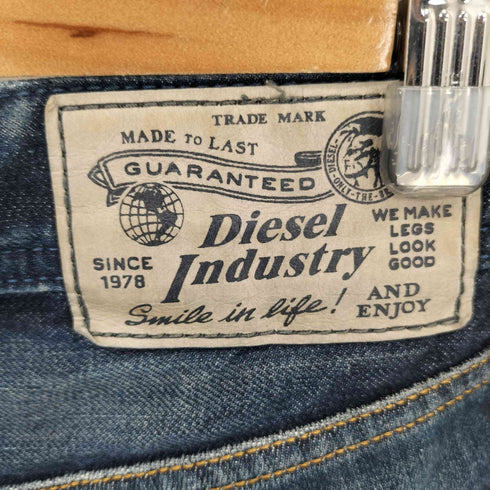 TRADE MARK
MADE TO LAST
GUARANTEED
DIESEL
Diesel
Industry
SINCE
1978
WE MAKE
LEGS
LOOK
GOOD
AND
ENJOY
Smile in life!